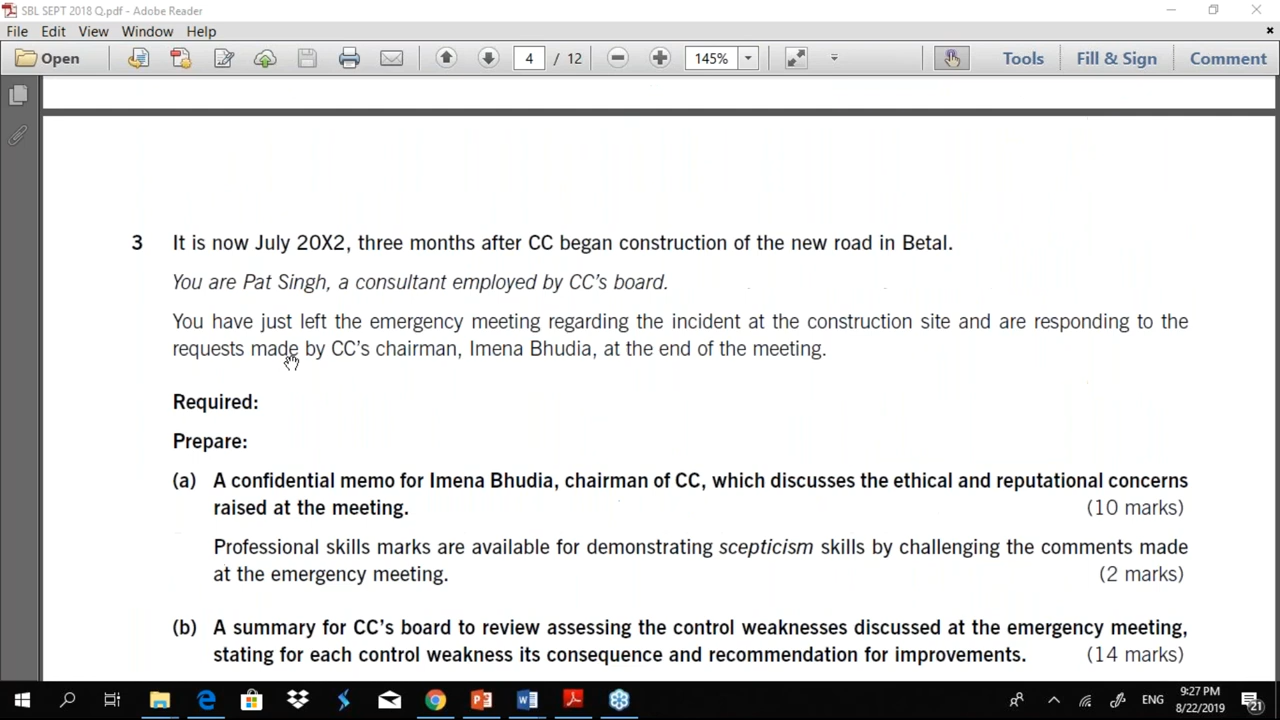 SBL SEPT 2018 Q.pdf - Adobe Reader
File Edit View Window Help
Open 4 / 12 145% Tools Fill & Sign Comment
3 It is now July 20X2, three months after CC began construction of the new road in Betal.
You are Pat Singh, a consultant employed by CC's board.
You have just left the emergency meeting regarding the incident at the construction site and are responding to the
requests made by CC's chairman, Imena Bhudia, at the end of the meeting.
Required:
Prepare:
(a) A confidential memo for Imena Bhudia, chairman of CC, which discusses the ethical and reputational concerns
raised at the meeting. (10 marks)
Professional skills marks are available for demonstrating scepticism skills by challenging the comments made
at the emergency meeting. (2 marks)
(b) A summary for CC's board to review assessing the control weaknesses discussed at the emergency meeting,
stating for each control weakness its consequence and recommendation for improvements. (14 marks)
ENG 9:27 PM
8/22/2019 21